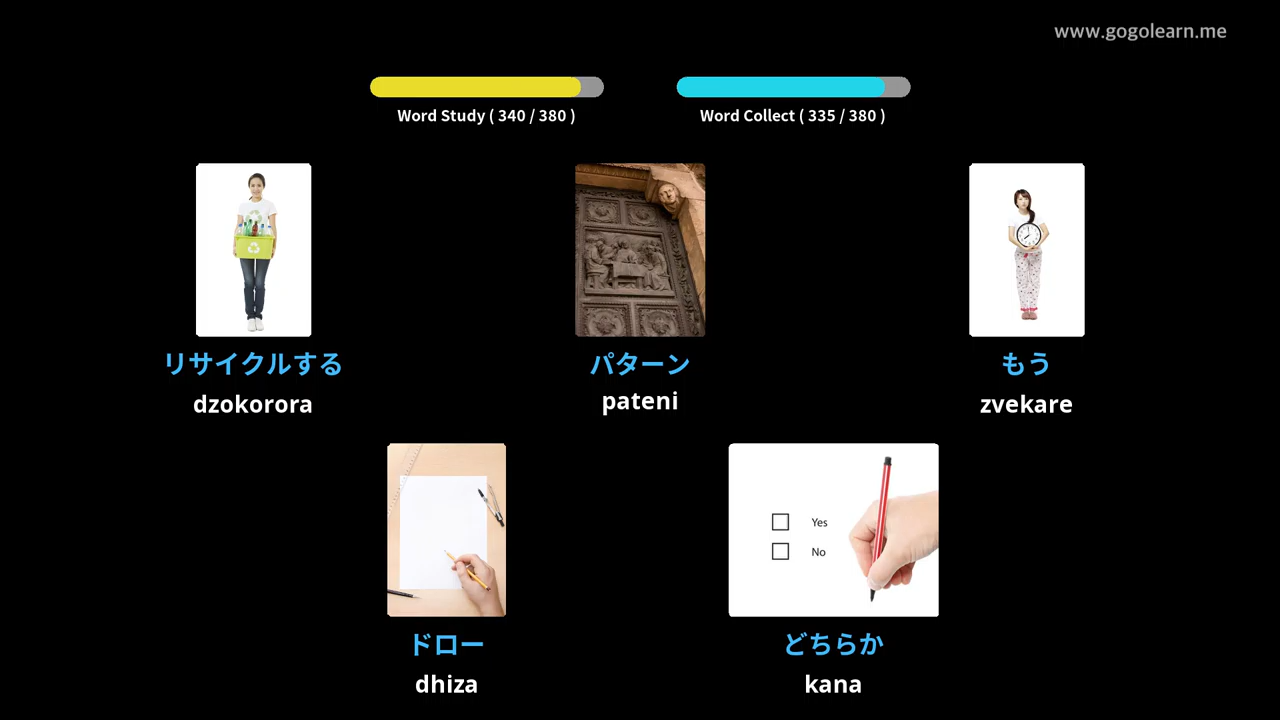 www.gogolearn.me
Word Study ( 340 / 380 )
Word Collect ( 335 / 380 )
リサイクルする
dzokorora
パターン
pateni
もう
zvekare
Yes
No
ドロー
dhiza
どちらか
kana